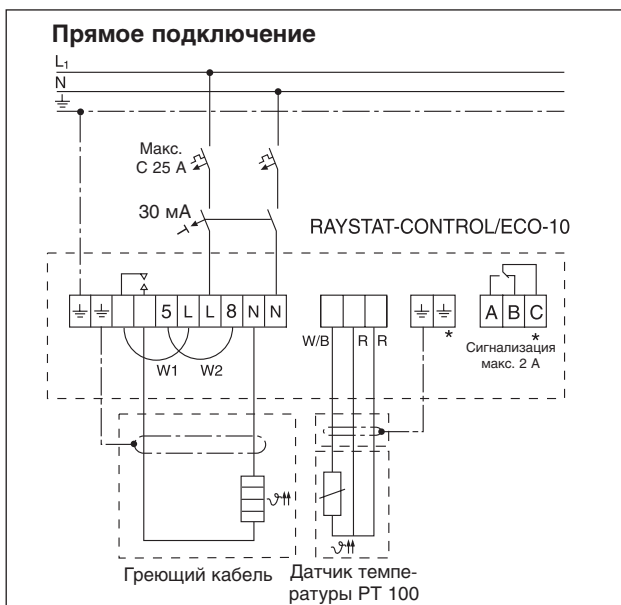 Прямое подключение
L1
N
Макс.
С 25 А
30 мА
RAYSTAT-CONTROL/ECO-10
5 L L 8 N N
A B C
W/B R R
* *
W1 W2
Сигнализация
макс. 2 А
Греющий кабель
Датчик темпе-
ратуры РТ 100